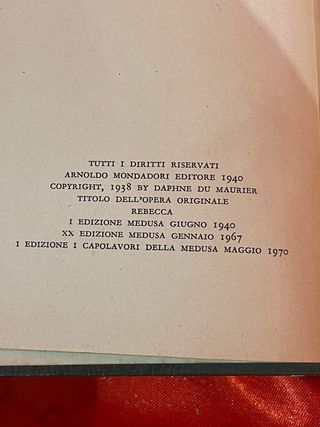 TUTTI I DIRITTI RISERVATI
ARNOLDO MONDADORI EDITORE 1940
COPYRIGHT, 1938 BY DAPHNE DU MAURIER
TITOLO DELL'OPERA ORIGINALE
REBECCA
I EDIZIONE MEDUSA GIUGNO 1940
XX EDIZIONE MEDUSA GENNAIO 1967
I EDIZIONE I CAPOLAVORI DELLA MEDUSA MAGGIO 1970